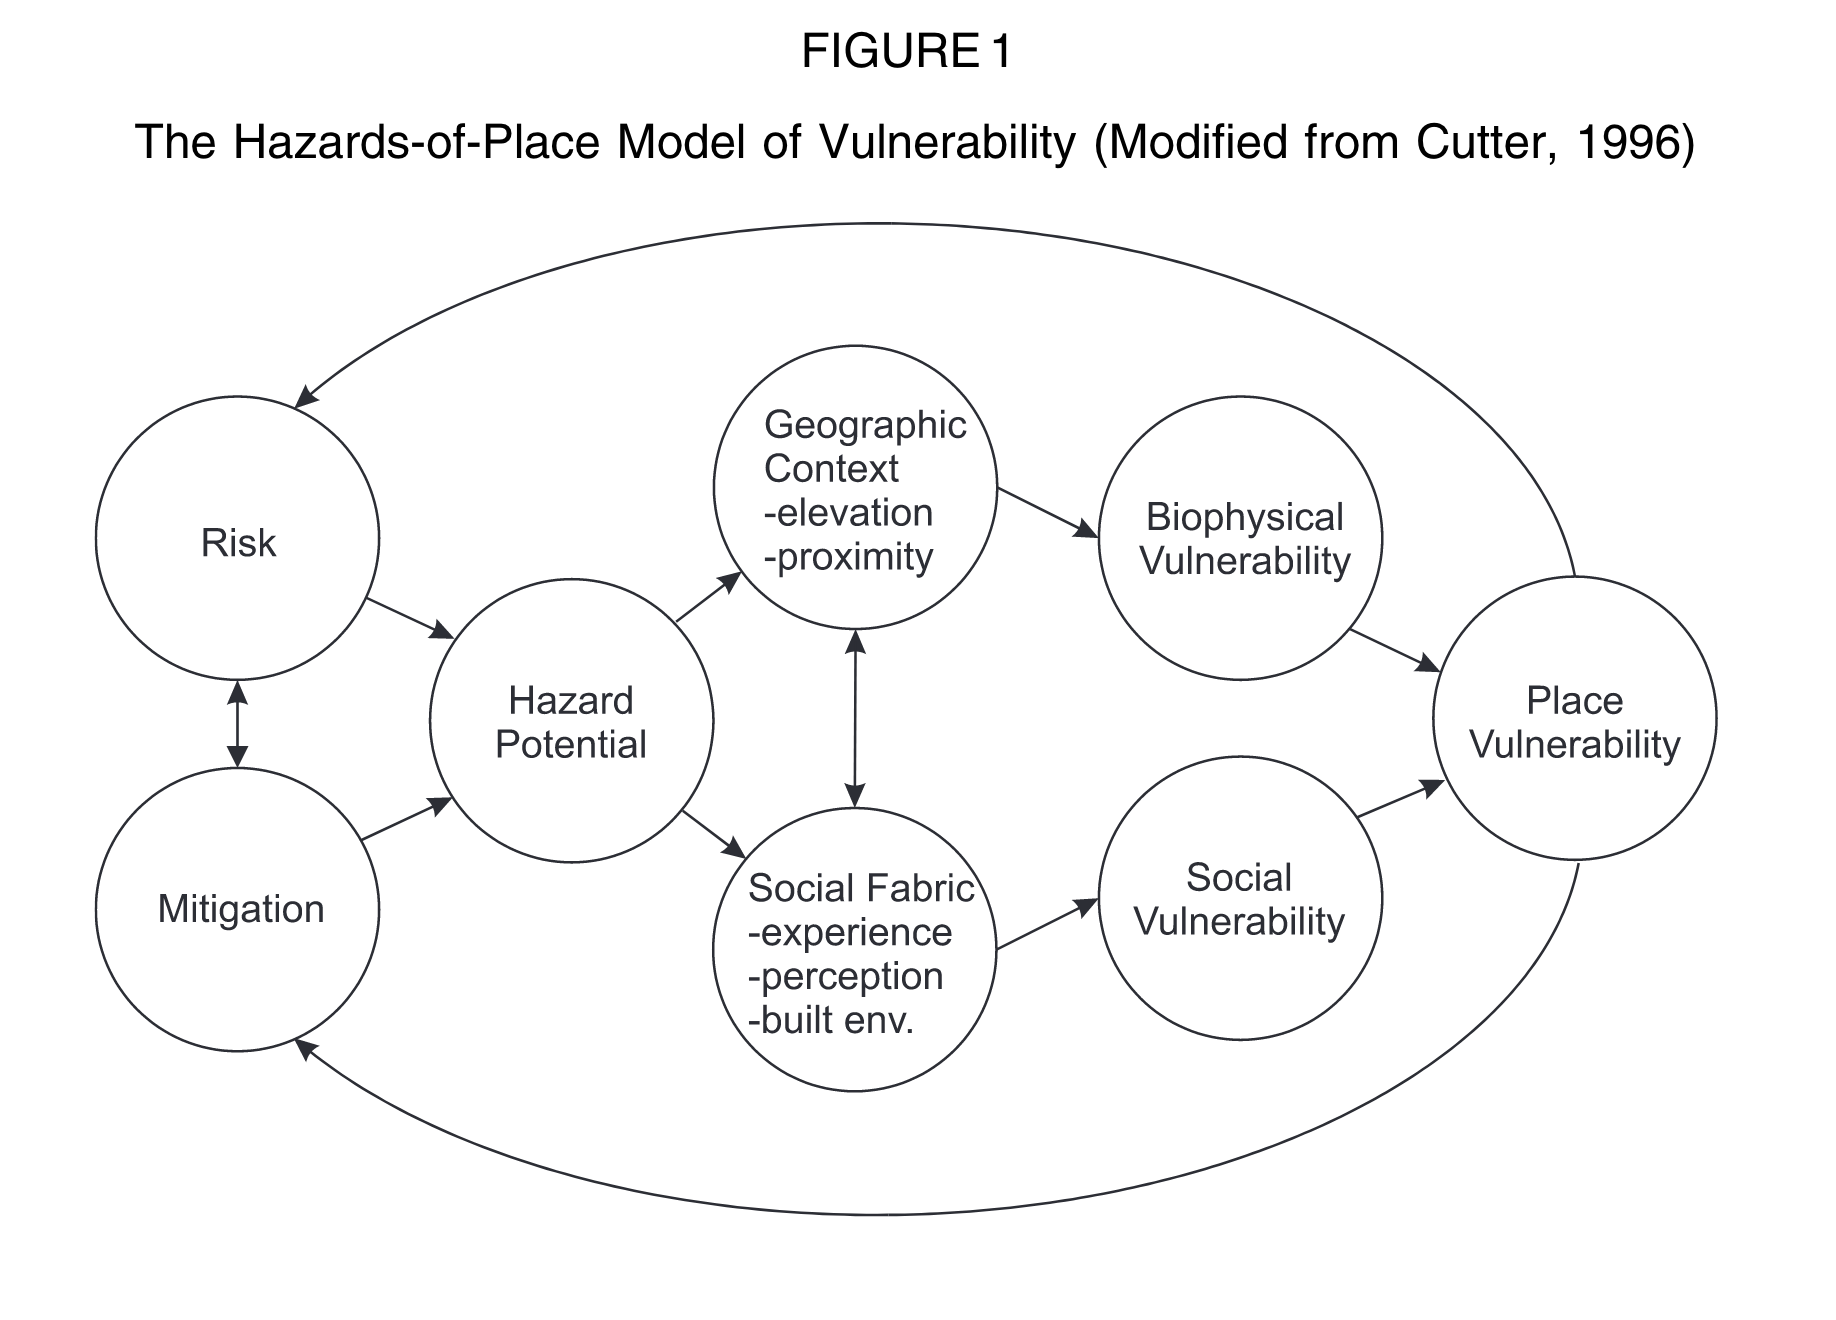 FIGURE 1
The Hazards-of-Place Model of Vulnerability (Modified from Cutter, 1996)
Risk
Mitigation
Hazard
Potential
Geographic
Context
-elevation
-proximity
Social Fabric
-experience
-perception
-built env.
Biophysical
Vulnerability
Social
Vulnerability
Place
Vulnerability